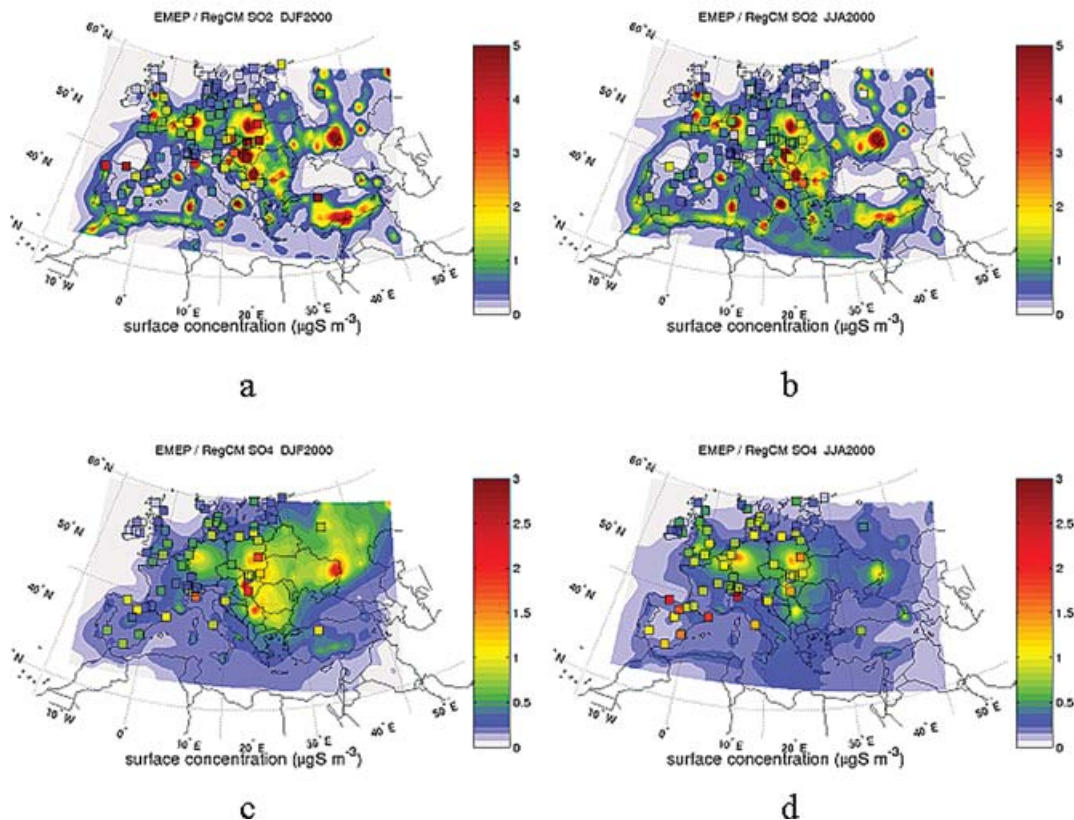 EMEP / RegCM SO2 DJF2000
60°N
50°N
40°N
°N
10°W
0°
10°E
20°E
30°E
40°E
50°E
5
4
3
2
1
0
surface concentration (µgS m⁻³)
a
EMEP / RegCM SO2 JJA2000
60°N
50°N
40°N
°N
10°W
0°
10°E
20°E
30°E
40°E
50°E
5
4
3
2
1
0
surface concentration (µgS m⁻³)
b
EMEP / RegCM SO4 DJF2000
60°N
50°N
40°N
°N
10°W
0°
10°E
20°E
30°E
40°E
50°E
3
2.5
2
1.5
1
0.5
0
surface concentration (µgS m⁻³)
c
EMEP / RegCM SO4 JJA2000
60°N
50°N
40°N
°N
10°W
0°
10°E
20°E
30°E
40°E
50°E
3
2.5
2
1.5
1
0.5
0
surface concentration (µgS m⁻³)
d